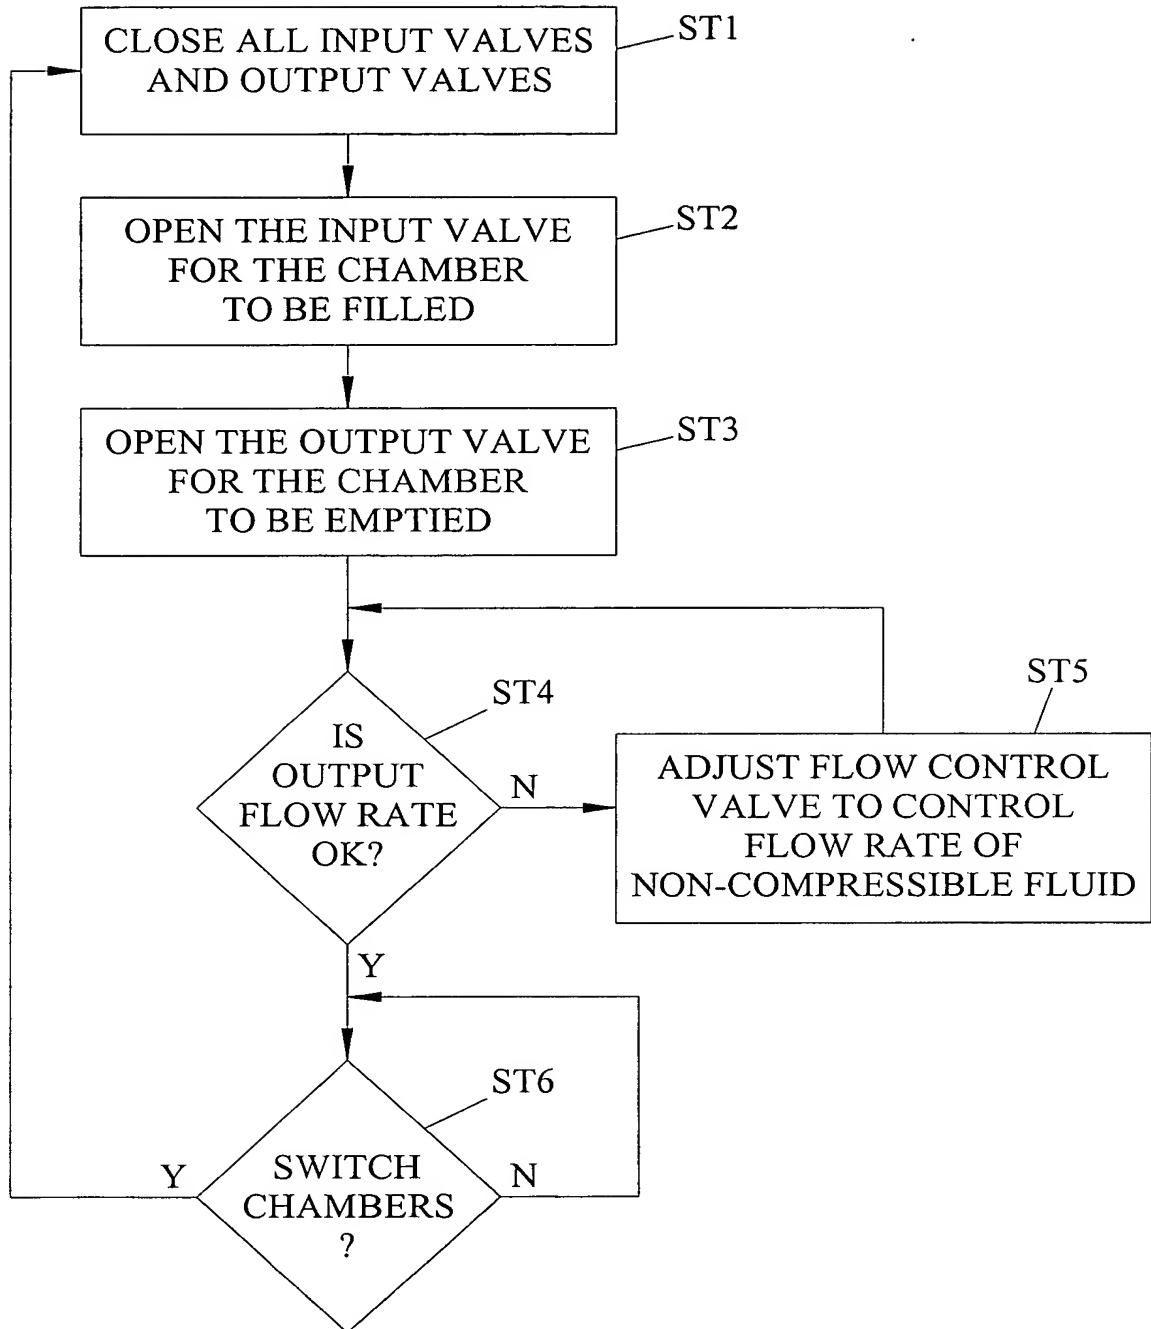 CLOSE ALL INPUT VALVES
AND OUTPUT VALVES
ST1
OPEN THE INPUT VALVE
FOR THE CHAMBER
TO BE FILLED
ST2
OPEN THE OUTPUT VALVE
FOR THE CHAMBER
TO BE EMPTIED
ST3
IS
OUTPUT
FLOW RATE
OK?
ST4
N
ST5
ADJUST FLOW CONTROL
VALVE TO CONTROL
FLOW RATE OF
NON-COMPRESSIBLE FLUID
Y
ST6
SWITCH
CHAMBERS
?
Y
N